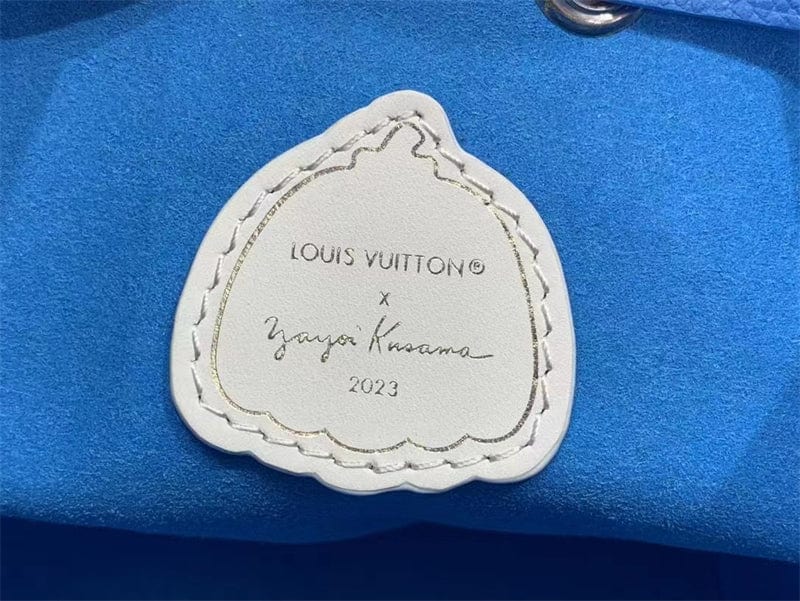 LOUIS VUITTON®
x
Yayoi Kusama
2023